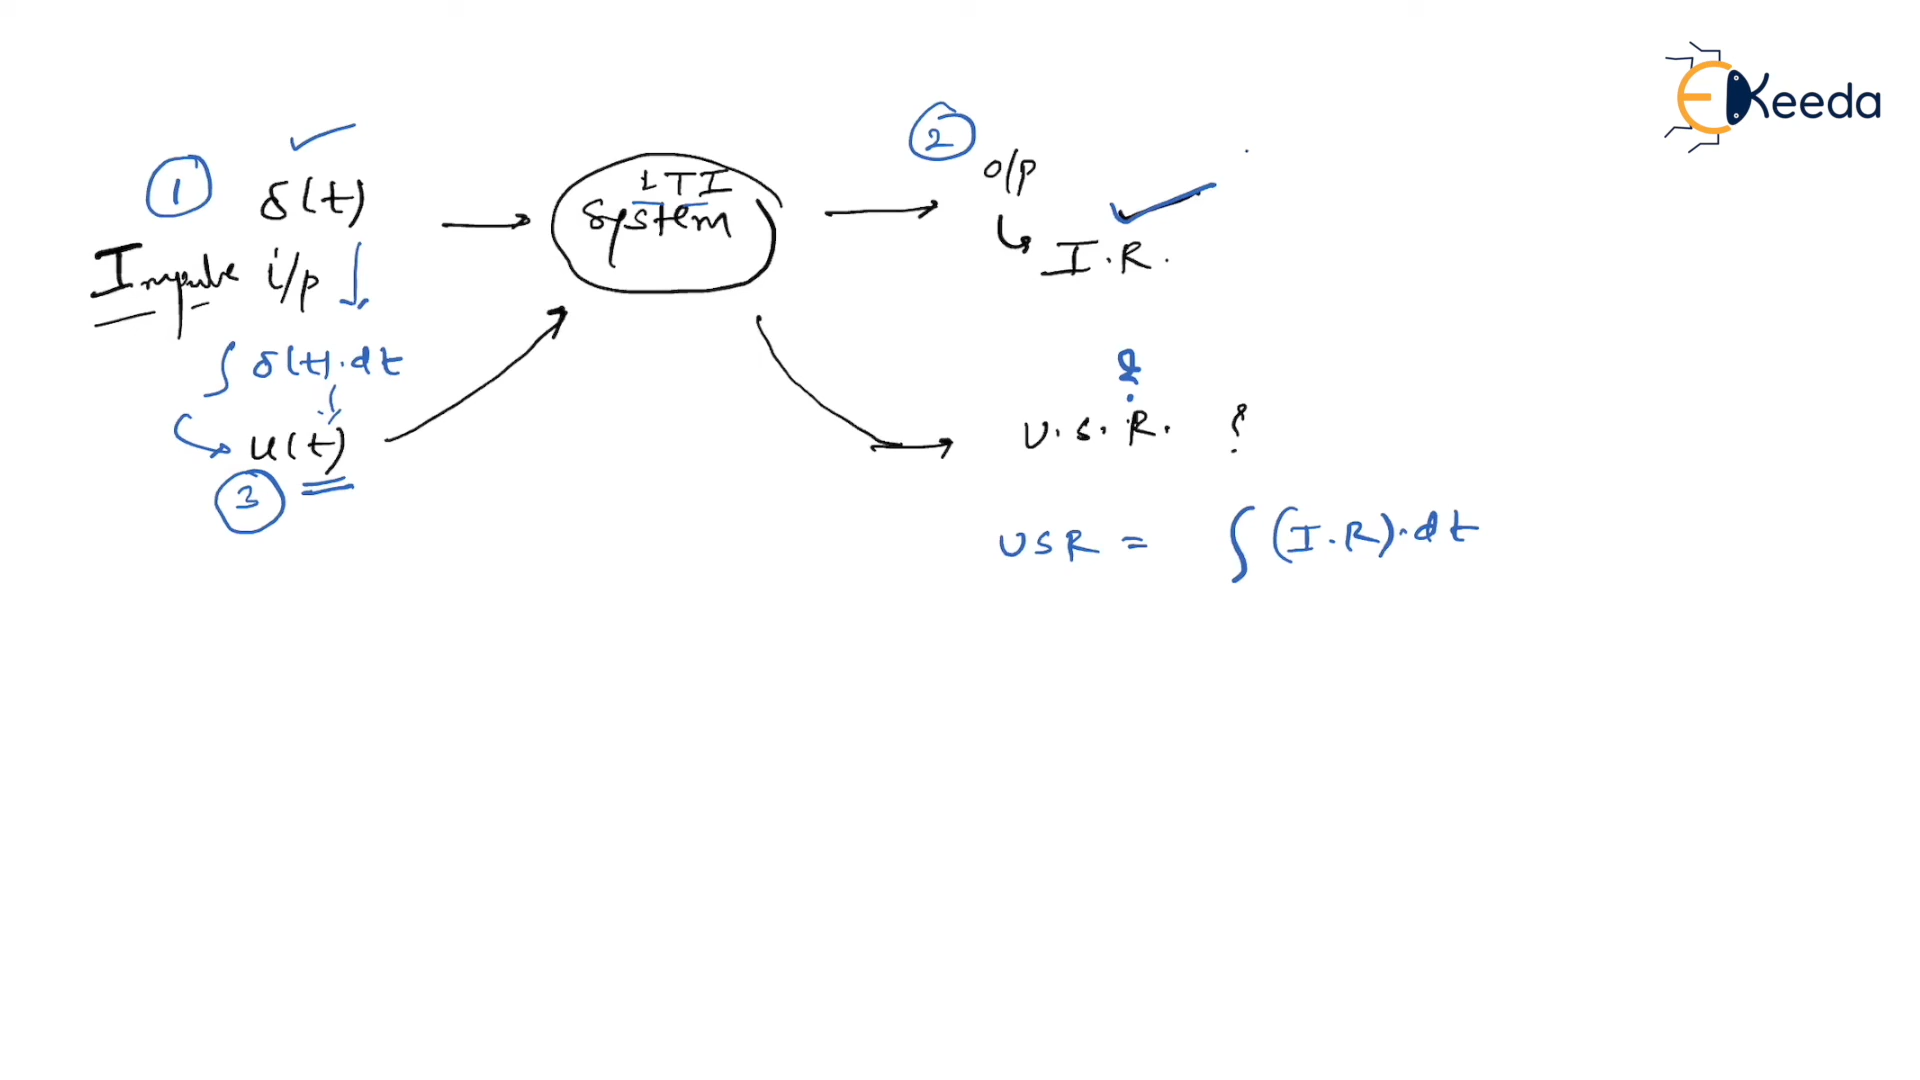 EKeeda
2
1
δ(t)
LTI
System
o/p
I.R.
Impulse i/p
∫ δ(t).dt
u(t)
U.S.R. ?
3
USR = ∫ (I.R).dt